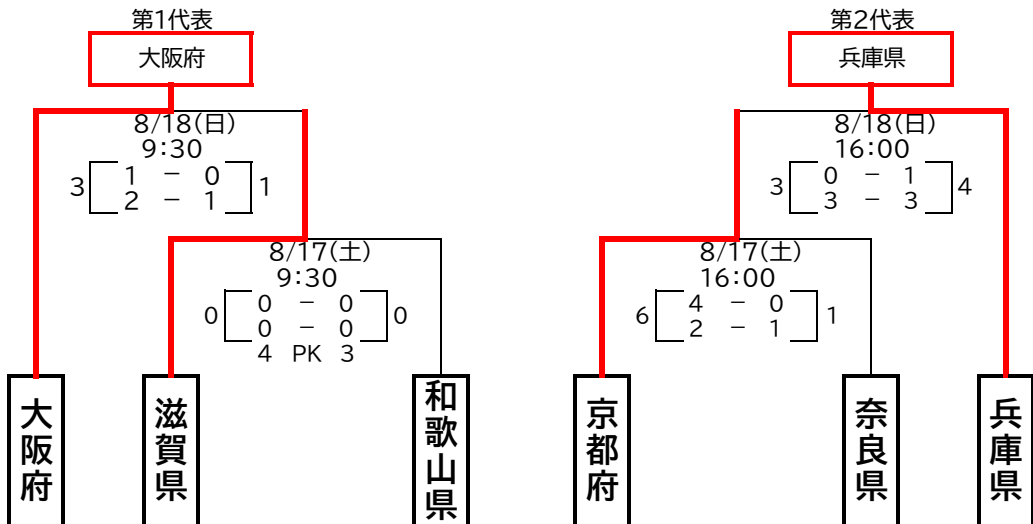 第1代表
大阪府
8/18(日)
9:30
3 1 － 0 1
2 － 1
8/17(土)
9:30
0 0 － 0 0
0 － 0
4 PK 3
大阪府
滋賀県
和歌山県
第2代表
兵庫県
8/18(日)
16:00
3 0 － 1 4
3 － 3
8/17(土)
16:00
6 4 － 0 1
2 － 1
京都府
奈良県
兵庫県